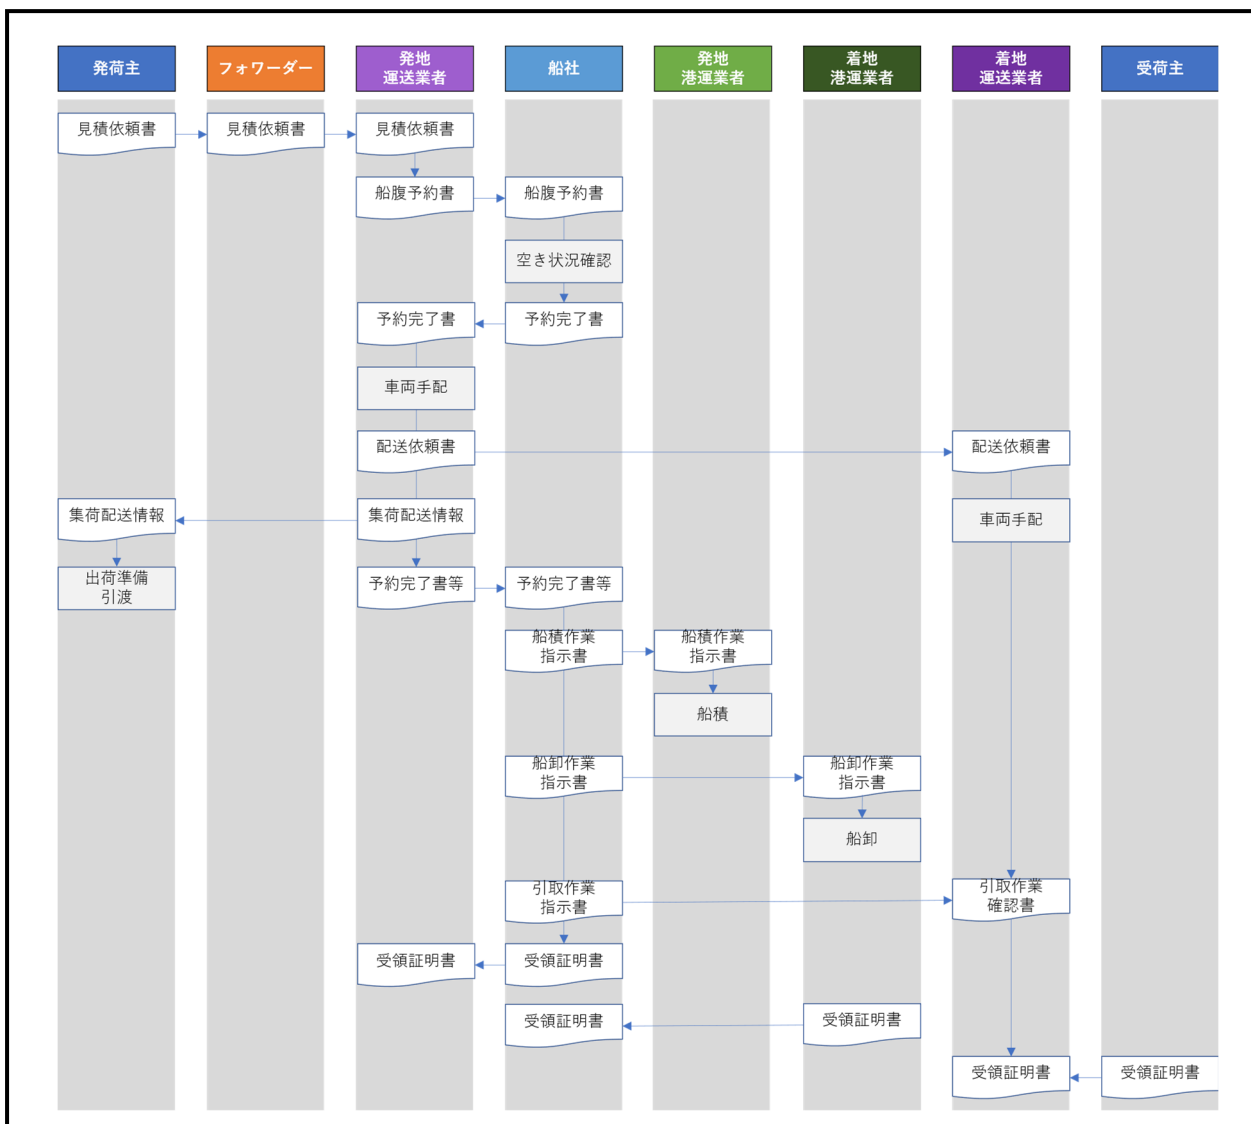 発荷主
フォワーダー
発地
運送業者
船社
発地
港運業者
着地
港運業者
着地
運送業者
受荷主
見積依頼書
見積依頼書
見積依頼書
船腹予約書
船腹予約書
空き状況確認
予約完了書
予約完了書
車両手配
配送依頼書
配送依頼書
集荷配送情報
集荷配送情報
車両手配
出荷準備
引渡
予約完了書等
予約完了書等
船積作業
指示書
船積作業
指示書
船積
船卸作業
指示書
船卸作業
指示書
船卸
引取作業
指示書
引取作業
確認書
受領証明書
受領証明書
受領証明書
受領証明書
受領証明書
受領証明書